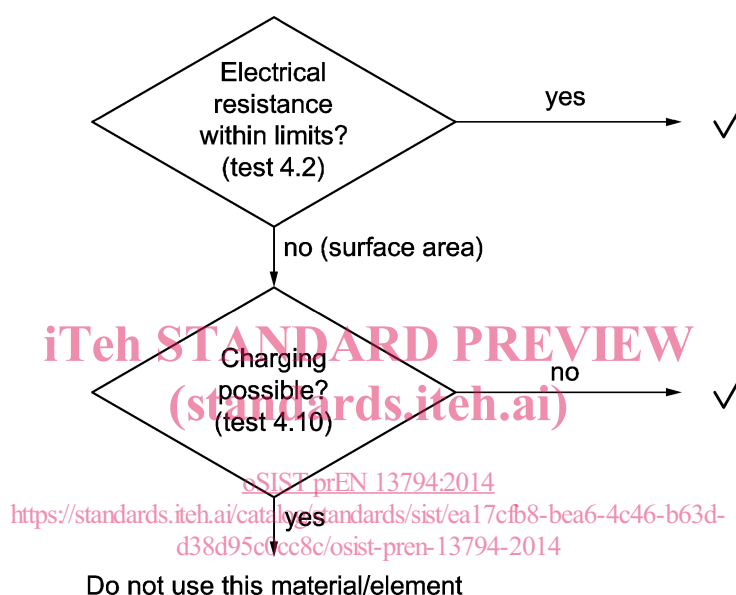 Electrical
resistance
within limits?
(test 4.2)
yes
✓
no (surface area)
iTeh STANDARD PREVIEW
(standards.iteh.ai)
Charging
possible?
(test 4.10)
no
✓
oSIST prEN 13794:2014
https://standards.iteh.ai/catalog/standards/sist/ea17cfb8-bea6-4c46-b63d-
d38d95c0cc8c/osist-pren-13794-2014
yes
Do not use this material/element